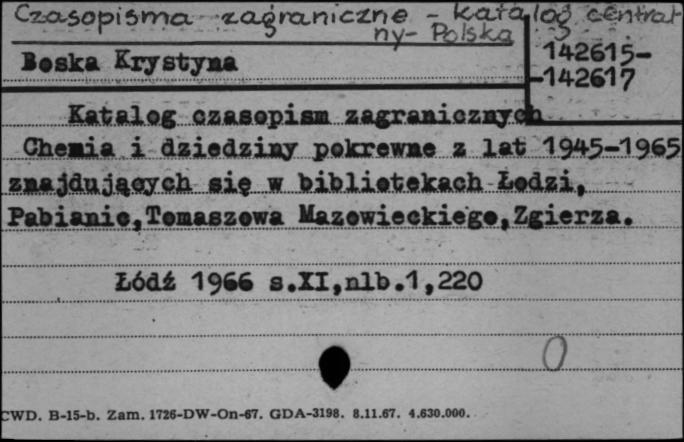 Czasopisma zagraniczne - katalog central
ny- Polska
Boska Krystyna
142615-
-142617
Katalog czasopism zagranicznych
Chemia i dziedziny pokrewne z lat 1945-1965
znajdujących się w bibliotekach Łodzi,
Pabianic,Tomaszowa Mazowieckiego,Zgierza.
Łódź 1966 s.XI,nlb.1,220
0
CWD. B-15-b. Zam. 1726-DW-On-67. GDA-3198. 8.11.67. 4.630.000.